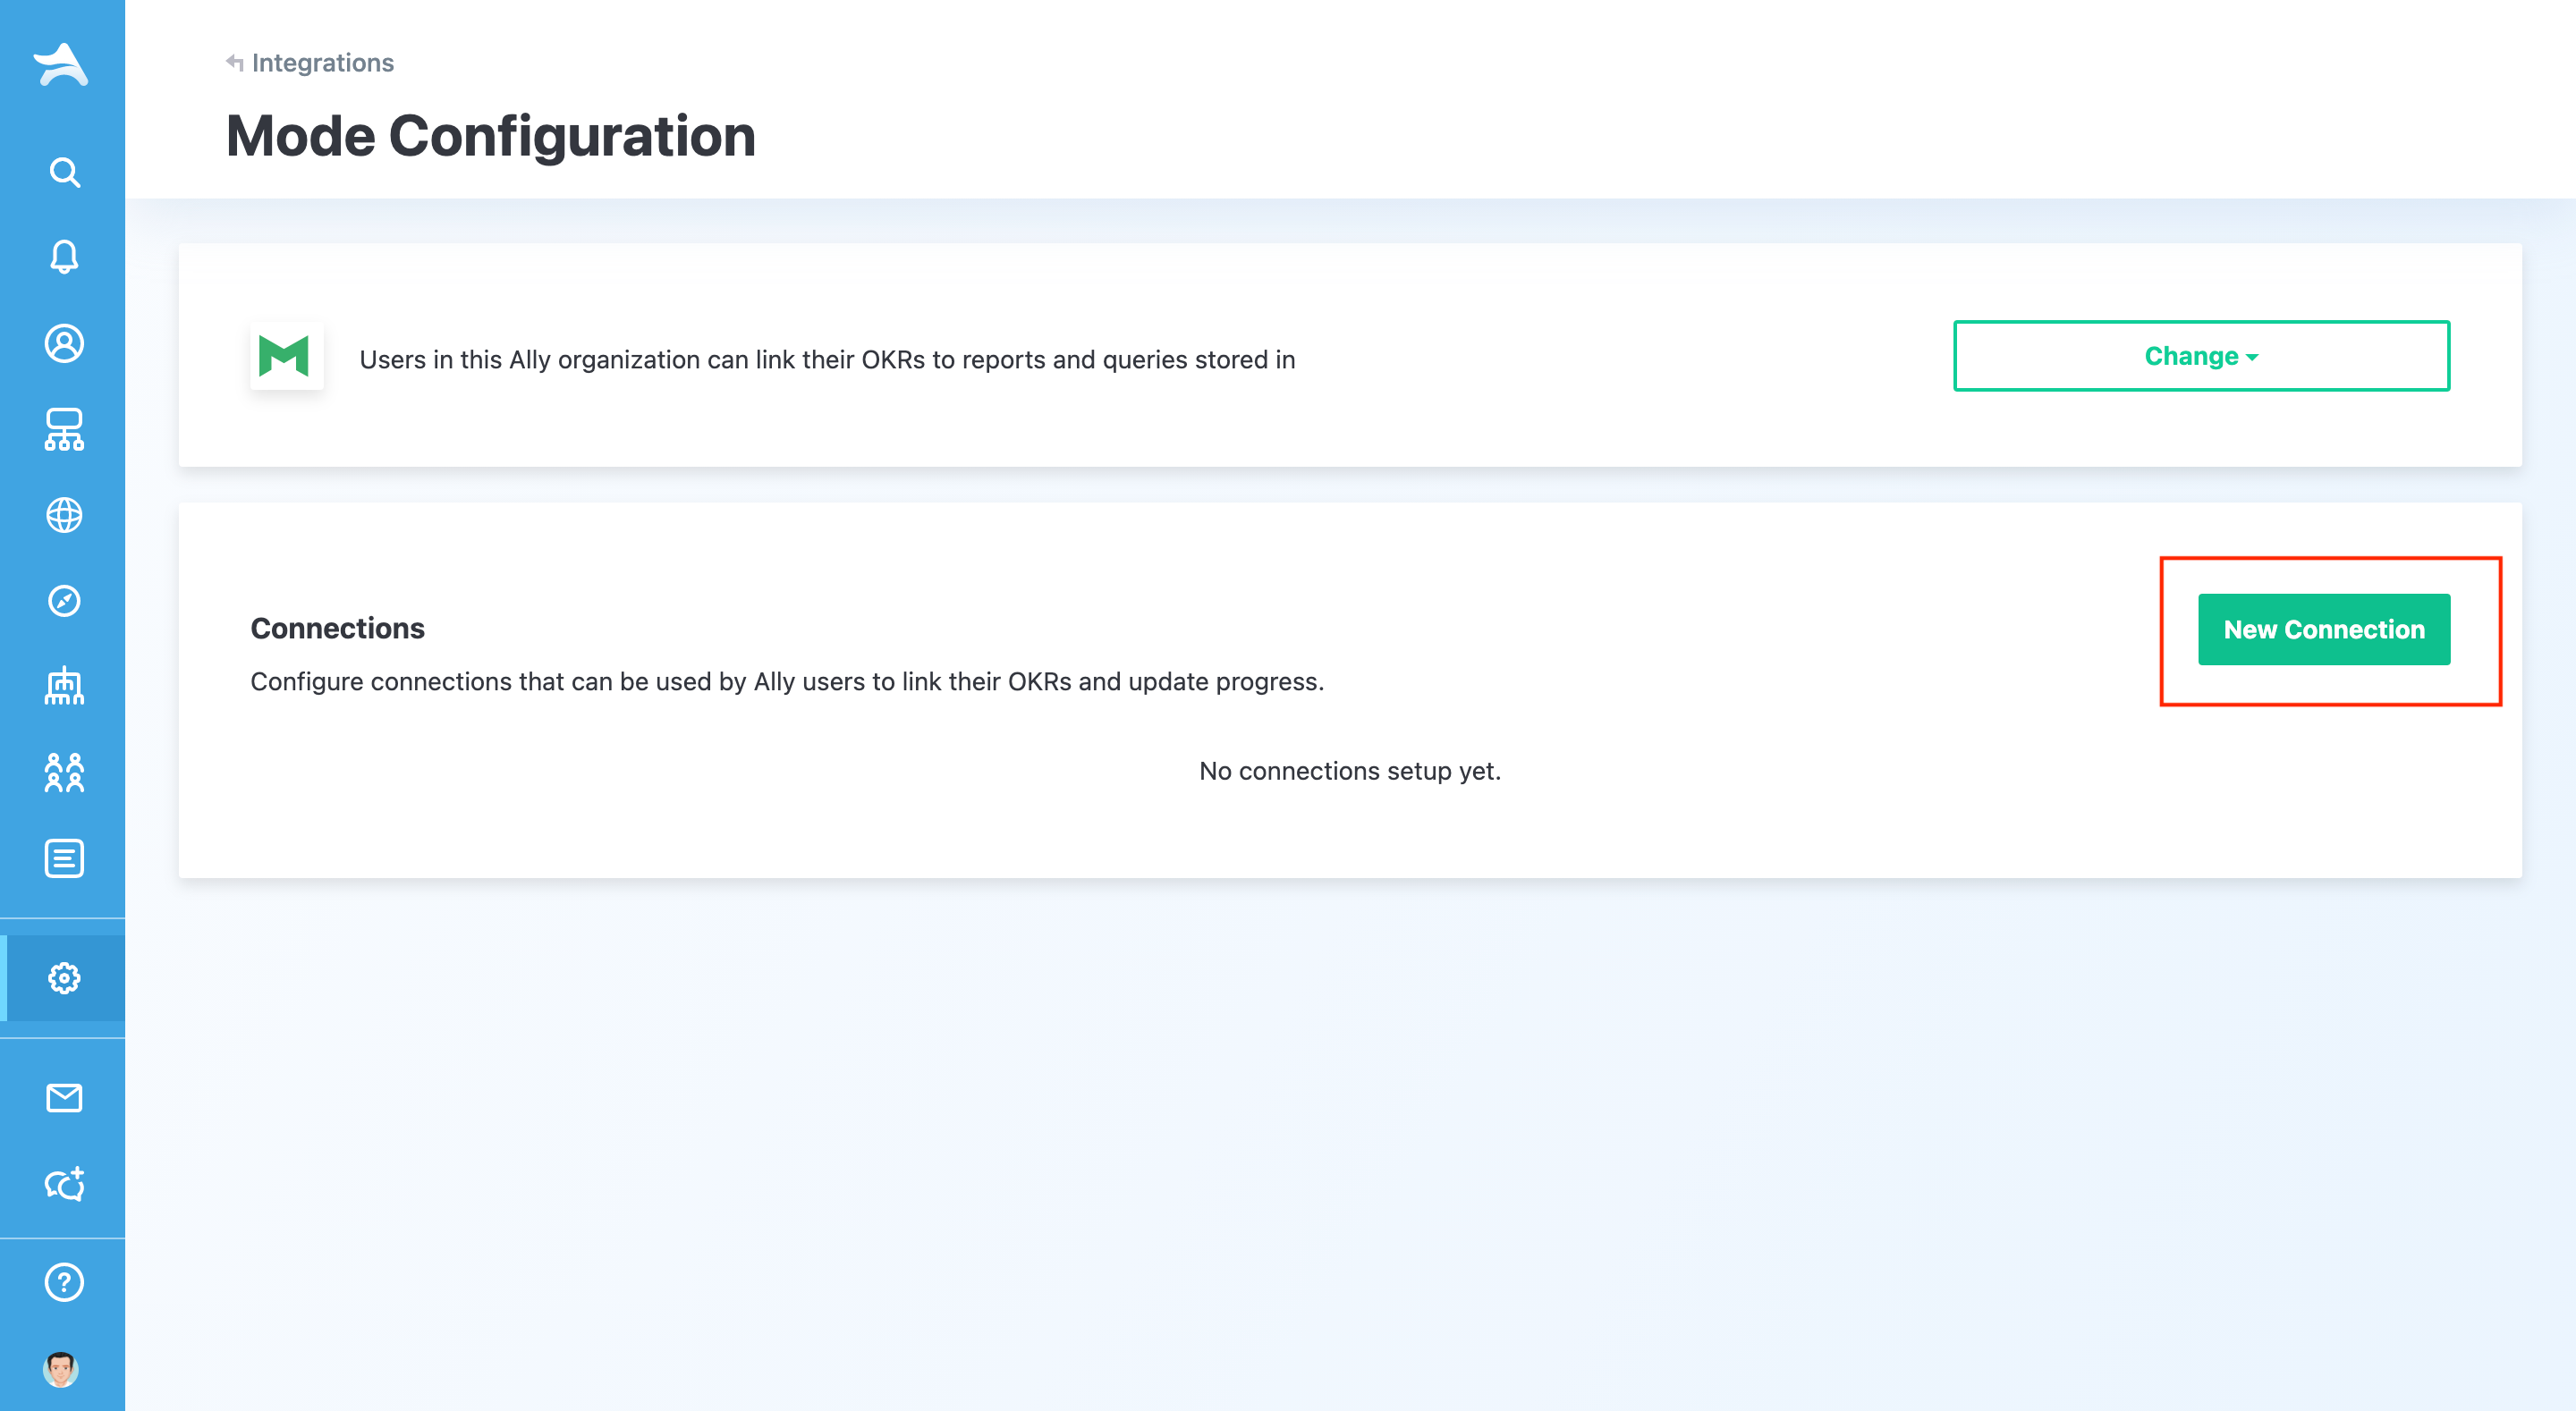 Integrations
Mode Configuration
Users in this Ally organization can link their OKRs to reports and queries stored in
Change
Connections
New Connection
Configure connections that can be used by Ally users to link their OKRs and update progress.
No connections setup yet.
?